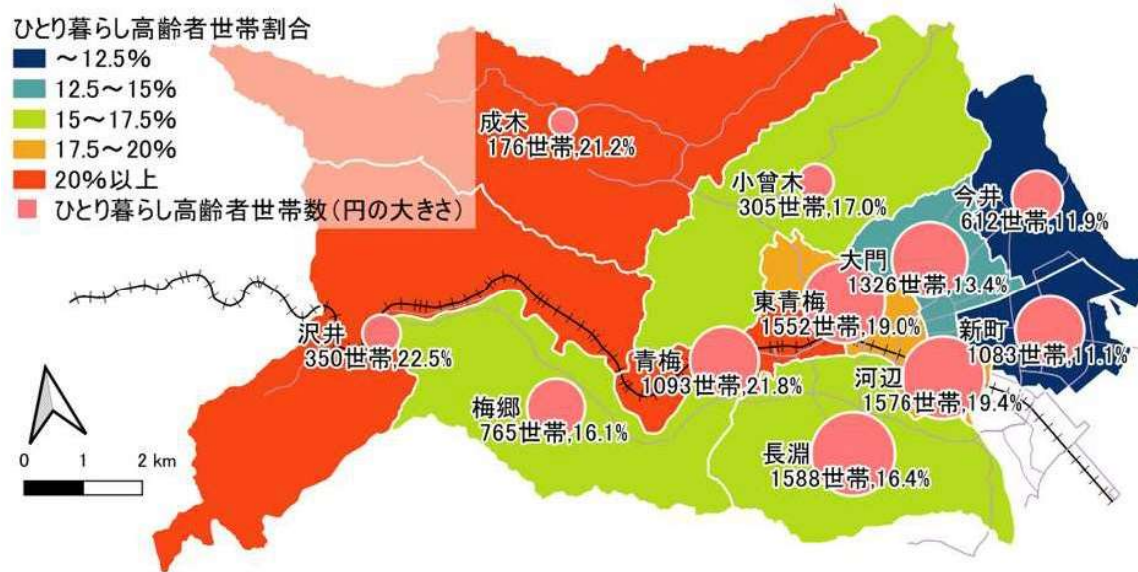 ひとり暮らし高齢者世帯割合
～12.5%
12.5～15%
15～17.5%
17.5～20%
20%以上
ひとり暮らし高齢者世帯数(円の大きさ)
成木
176世帯,21.2%
小曾木
305世帯,17.0%
今井
612世帯,11.9%
大門
1326世帯,13.4%
東青梅
1552世帯,19.0%
新町
1083世帯,11.1%
沢井
350世帯,22.5%
青梅
1093世帯,21.8%
河辺
1576世帯,19.4%
梅郷
765世帯,16.1%
長淵
1588世帯,16.4%
0 1 2 km